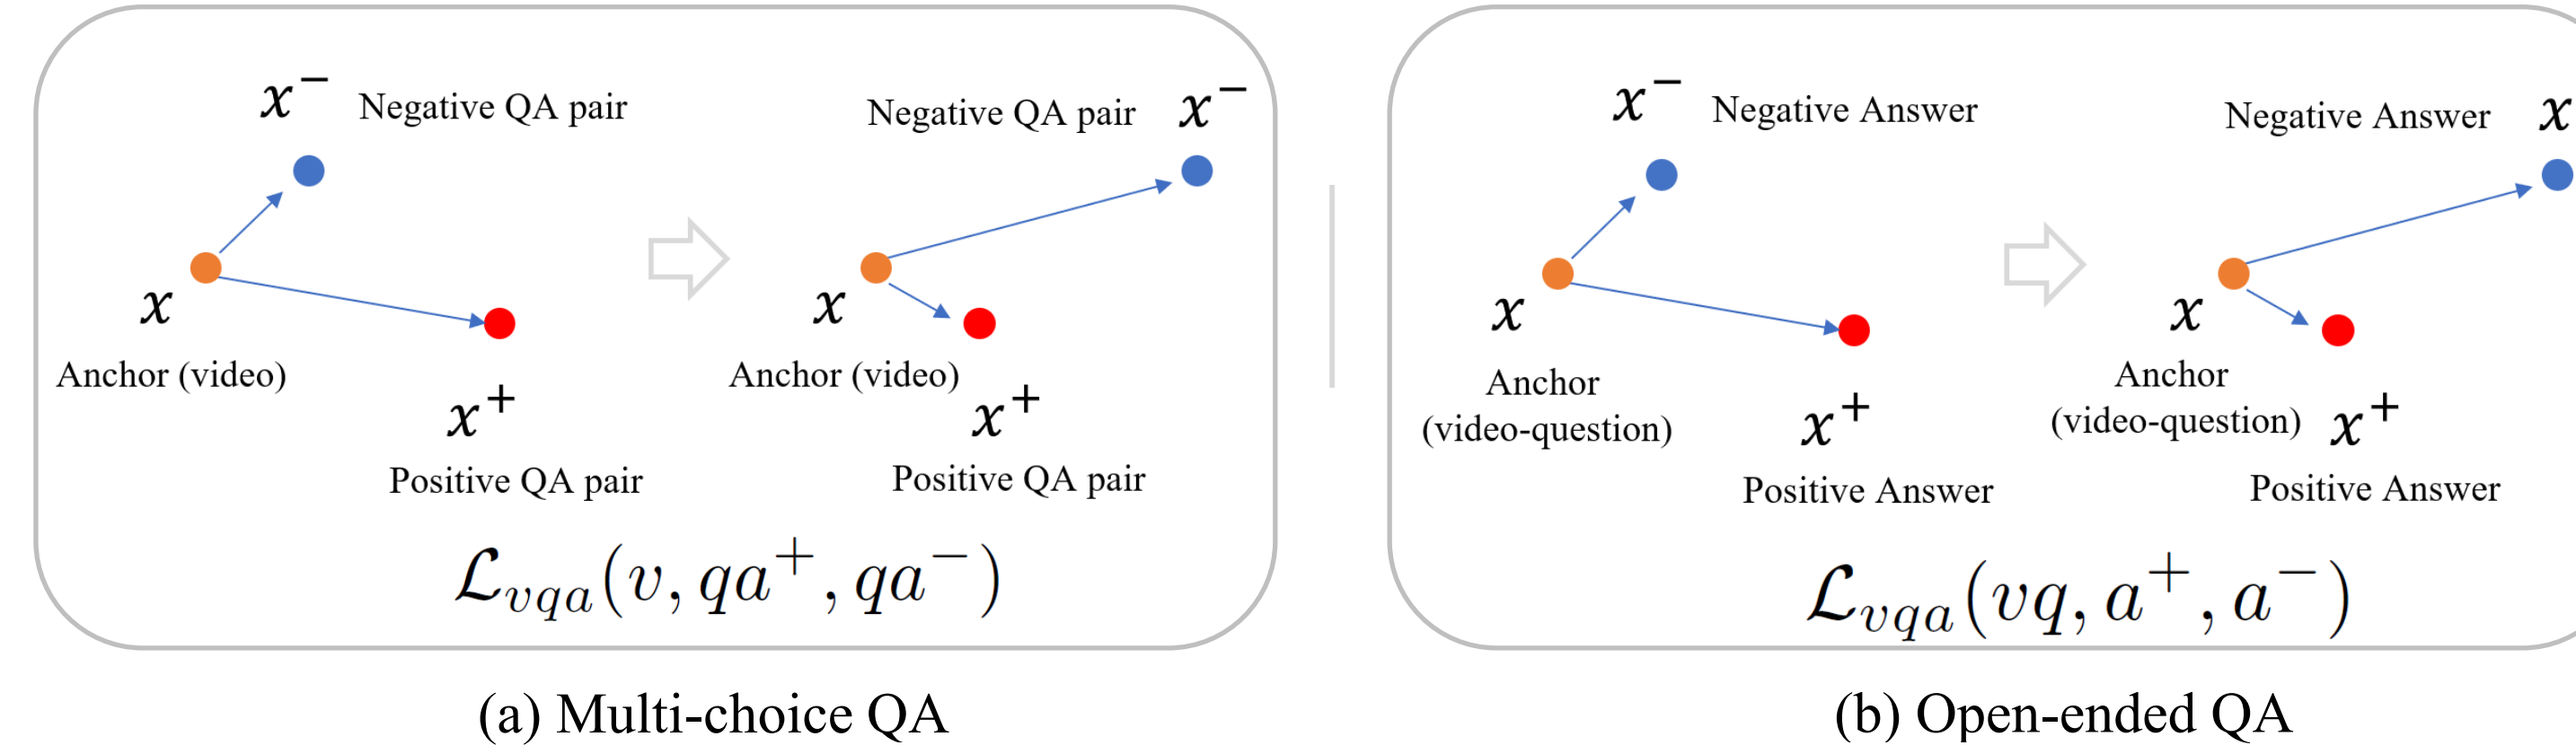 x⁻ Negative QA pair
Negative QA pair x⁻
x
Anchor (video)
x
Anchor (video)
x⁺
Positive QA pair
x⁺
Positive QA pair
ℒvqa(v, qa⁺, qa⁻)
(a) Multi-choice QA
x⁻ Negative Answer
Negative Answer x
x
Anchor
(video-question)
x
Anchor
(video-question)
x⁺
Positive Answer
x⁺
Positive Answer
ℒvqa(vq, a⁺, a⁻)
(b) Open-ended QA